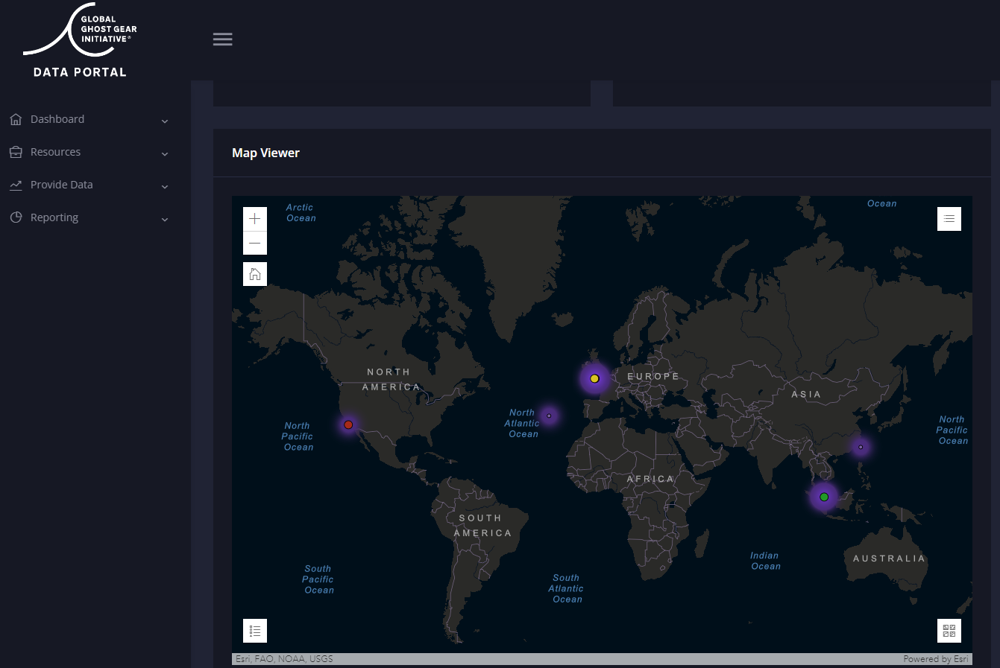 GLOBAL
GHOST GEAR
INITIATIVE®
DATA PORTAL
Dashboard
Resources
Provide Data
Reporting
Map Viewer
Arctic
Ocean
Ocean
NORTH
AMERICA
EUROPE
ASIA
North
Atlantic
Ocean
North
Pacific
Ocean
North
Pacific
Ocean
AFRICA
SOUTH
AMERICA
Indian
Ocean
AUSTRALIA
South
Pacific
Ocean
South
Atlantic
Ocean
Esri, FAO, NOAA, USGS
Powered by Esri